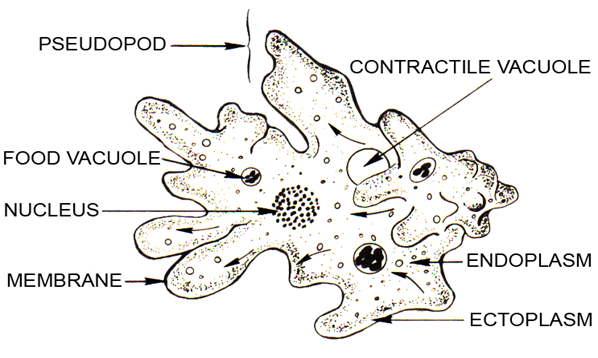 PSEUDOPOD
CONTRACTILE VACUOLE
FOOD VACUOLE
NUCLEUS
ENDOPLASM
MEMBRANE
ECTOPLASM